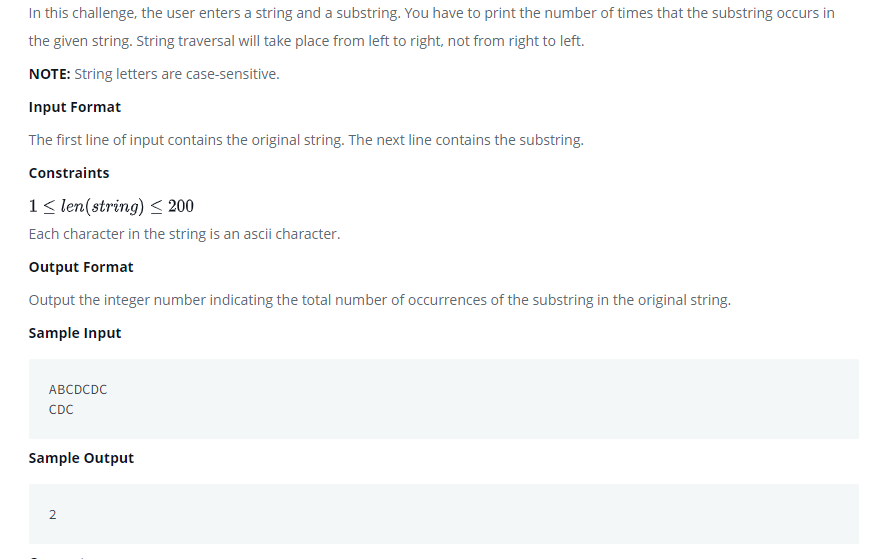 In this challenge, the user enters a string and a substring. You have to print the number of times that the substring occurs in
the given string. String traversal will take place from left to right, not from right to left.
NOTE: String letters are case-sensitive.
Input Format
The first line of input contains the original string. The next line contains the substring.
Constraints
1 ≤ len(string) ≤ 200
Each character in the string is an ascii character.
Output Format
Output the integer number indicating the total number of occurrences of the substring in the original string.
Sample Input
ABCDCDC
CDC
Sample Output
2